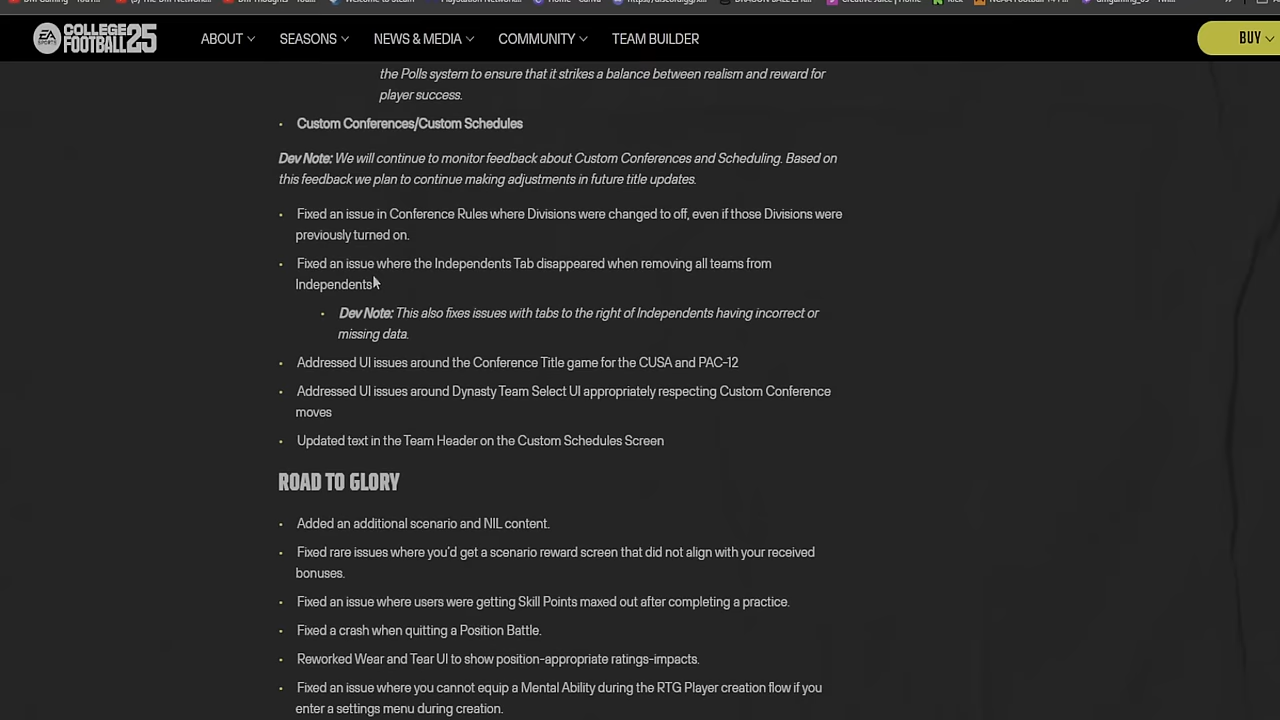 EA SPORTS COLLEGE FOOTBALL 25
ABOUT SEASONS NEWS & MEDIA COMMUNITY TEAM BUILDER BUY
the Polls system to ensure that it strikes a balance between realism and reward for
player success.
• Custom Conferences/Custom Schedules
Dev Note: We will continue to monitor feedback about Custom Conferences and Scheduling. Based on
this feedback we plan to continue making adjustments in future title updates.
• Fixed an issue in Conference Rules where Divisions were changed to off, even if those Divisions were
previously turned on.
• Fixed an issue where the Independents Tab disappeared when removing all teams from
Independents
• Dev Note: This also fixes issues with tabs to the right of Independents having incorrect or
missing data.
• Addressed UI issues around the Conference Title game for the CUSA and PAC-12
• Addressed UI issues around Dynasty Team Select UI appropriately respecting Custom Conference
moves
• Updated text in the Team Header on the Custom Schedules Screen
ROAD TO GLORY
• Added an additional scenario and NIL content.
• Fixed rare issues where you'd get a scenario reward screen that did not align with your received
bonuses.
• Fixed an issue where users were getting Skill Points maxed out after completing a practice.
• Fixed a crash when quitting a Position Battle.
• Reworked Wear and Tear UI to show position-appropriate ratings-impacts.
• Fixed an issue where you cannot equip a Mental Ability during the RTG Player creation flow if you
enter a settings menu during creation.